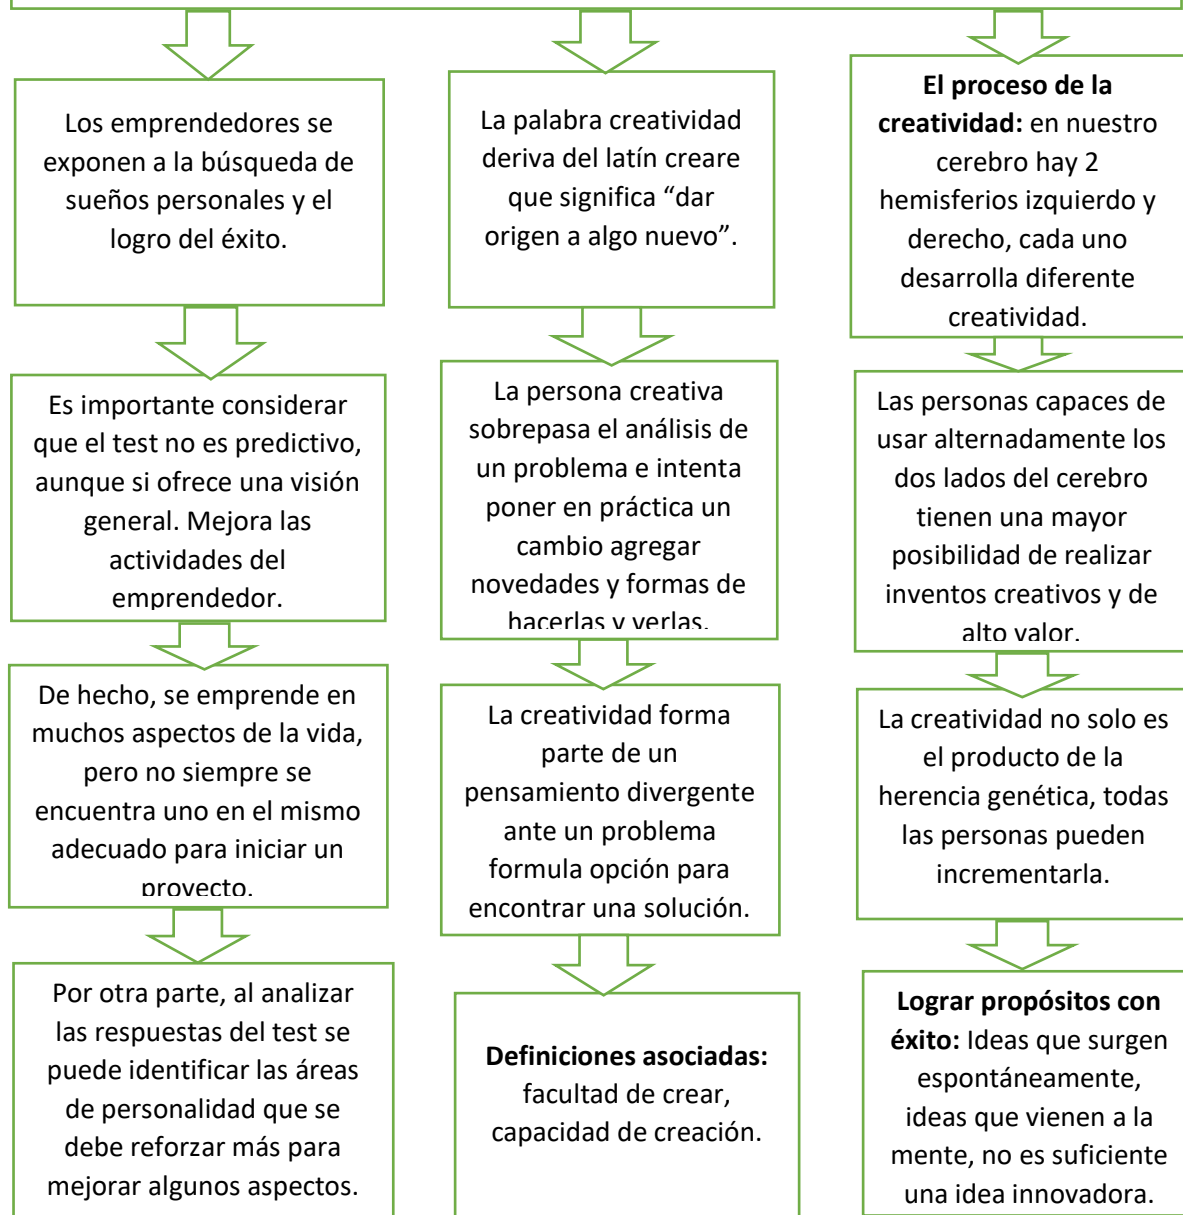 Los emprendedores se
exponen a la búsqueda de
sueños personales y el
logro del éxito.
Es importante considerar
que el test no es predictivo,
aunque si ofrece una visión
general. Mejora las
actividades del
emprendedor.
De hecho, se emprende en
muchos aspectos de la vida,
pero no siempre se
encuentra uno en el mismo
adecuado para iniciar un
proyecto.
Por otra parte, al analizar
las respuestas del test se
puede identificar las áreas
de personalidad que se
debe reforzar más para
mejorar algunos aspectos.
La palabra creatividad
deriva del latín creare
que significa “dar
origen a algo nuevo”.
La persona creativa
sobrepasa el análisis de
un problema e intenta
poner en práctica un
cambio agregar
novedades y formas de
hacerlas y verlas.
La creatividad forma
parte de un
pensamiento divergente
ante un problema
formula opción para
encontrar una solución.
Definiciones asociadas:
facultad de crear,
capacidad de creación.
El proceso de la
creatividad: en nuestro
cerebro hay 2
hemisferios izquierdo y
derecho, cada uno
desarrolla diferente
creatividad.
Las personas capaces de
usar alternadamente los
dos lados del cerebro
tienen una mayor
posibilidad de realizar
inventos creativos y de
alto valor.
La creatividad no solo es
el producto de la
herencia genética, todas
las personas pueden
incrementarla.
Lograr propósitos con
éxito: Ideas que surgen
espontáneamente,
ideas que vienen a la
mente, no es suficiente
una idea innovadora.